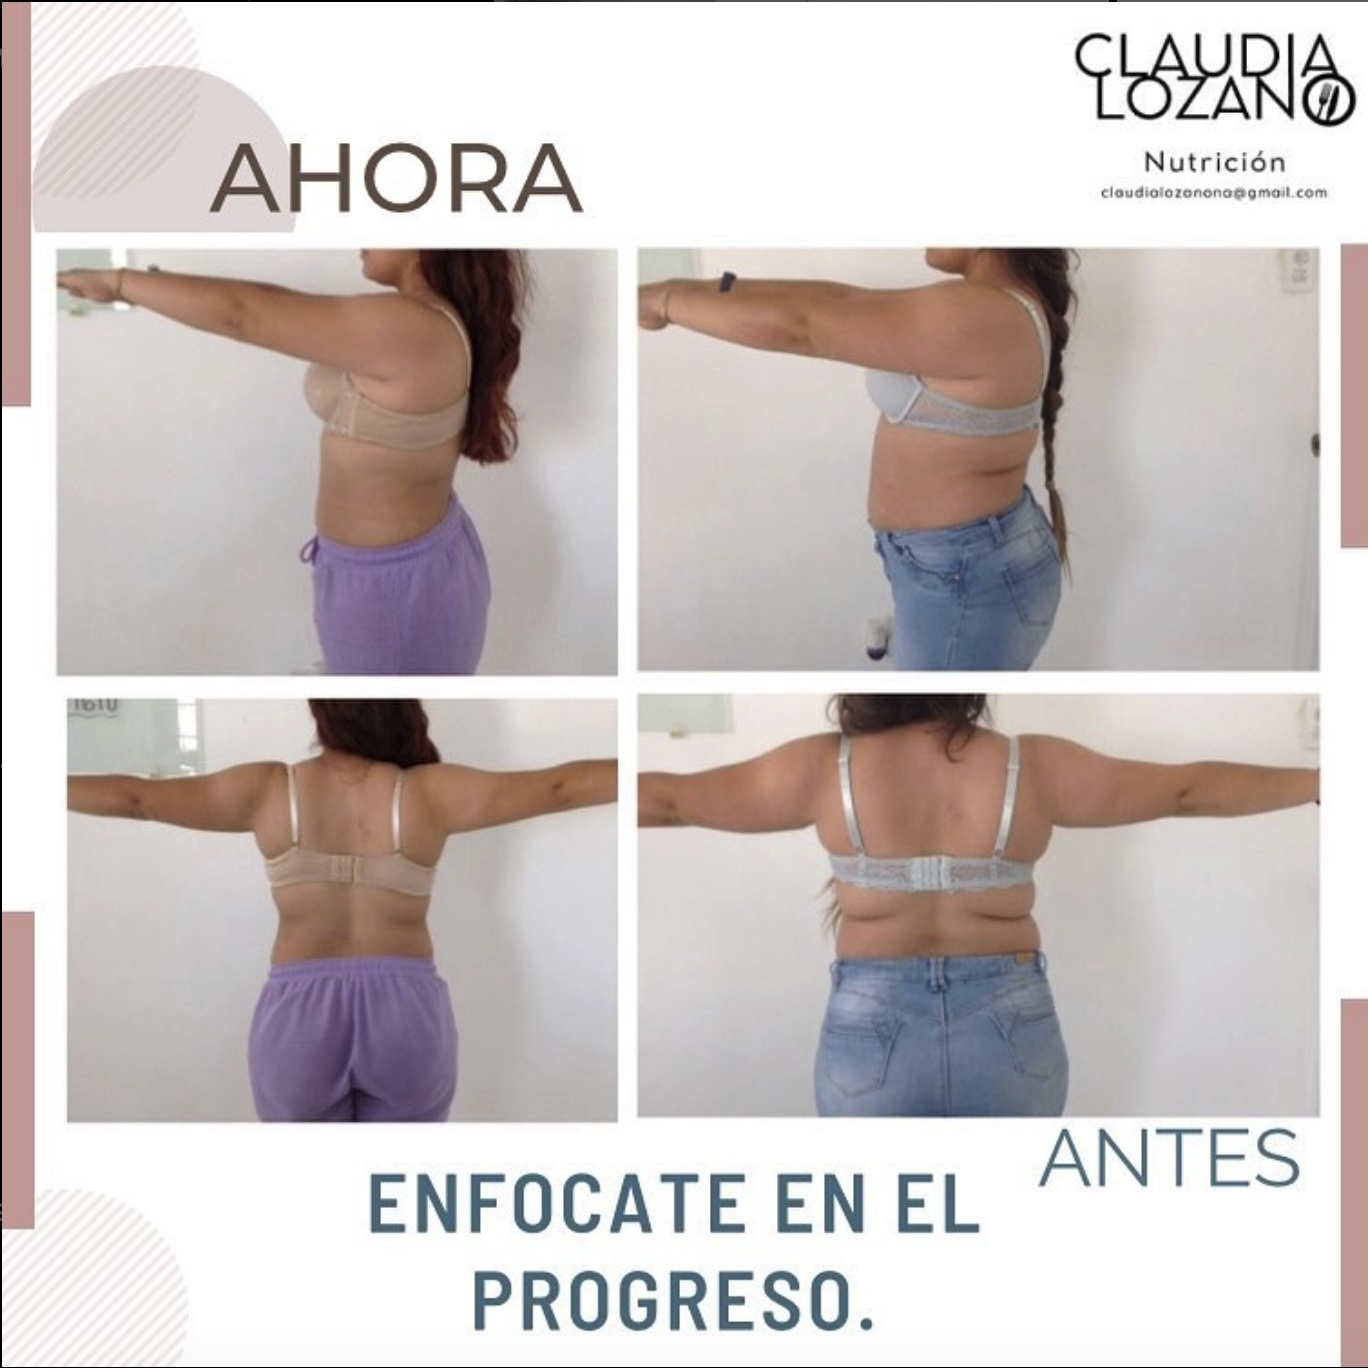 CLAUDIA
LOZANO
Nutrición
claudialozanona@gmail.com
AHORA
ANTES
ENFOCATE EN EL
PROGRESO.